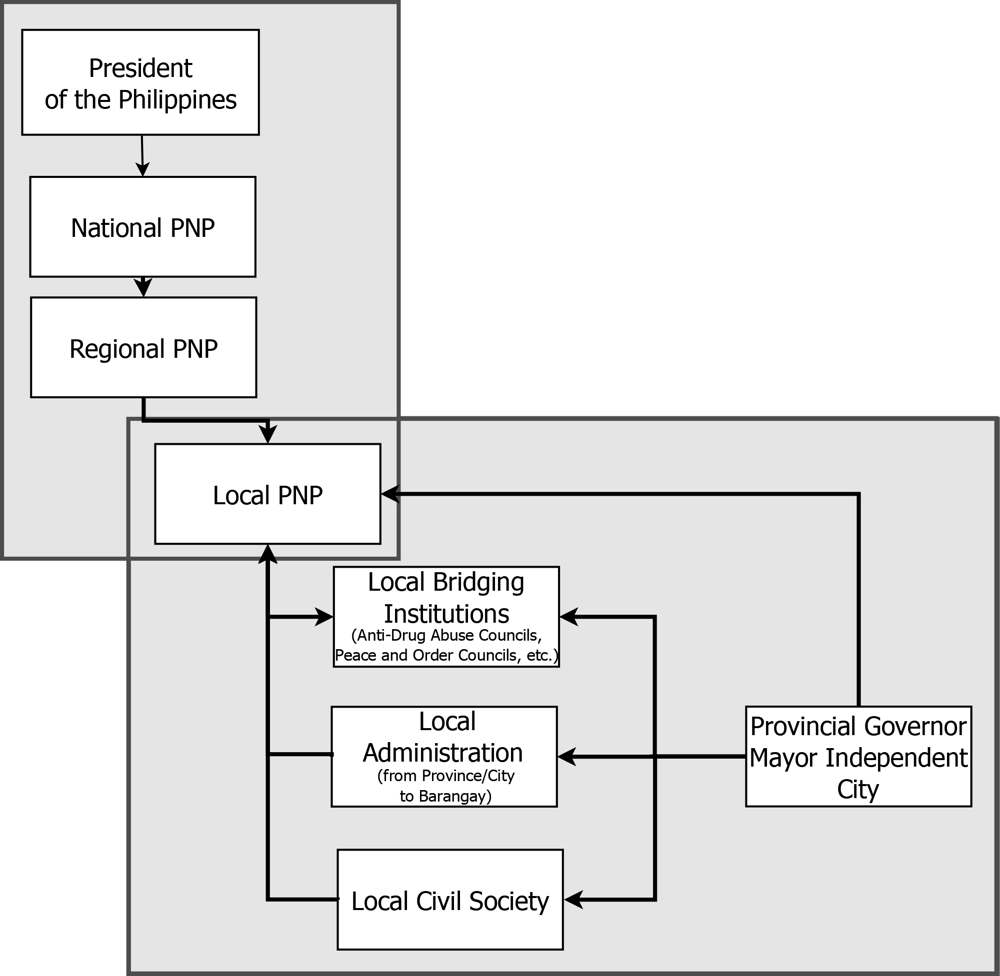 President
of the Philippines
National PNP
Regional PNP
Local PNP
Local Bridging
Institutions
(Anti-Drug Abuse Councils,
Peace and Order Councils, etc.)
Local
Administration
(from Province/City
to Barangay)
Provincial Governor
Mayor Independent
City
Local Civil Society